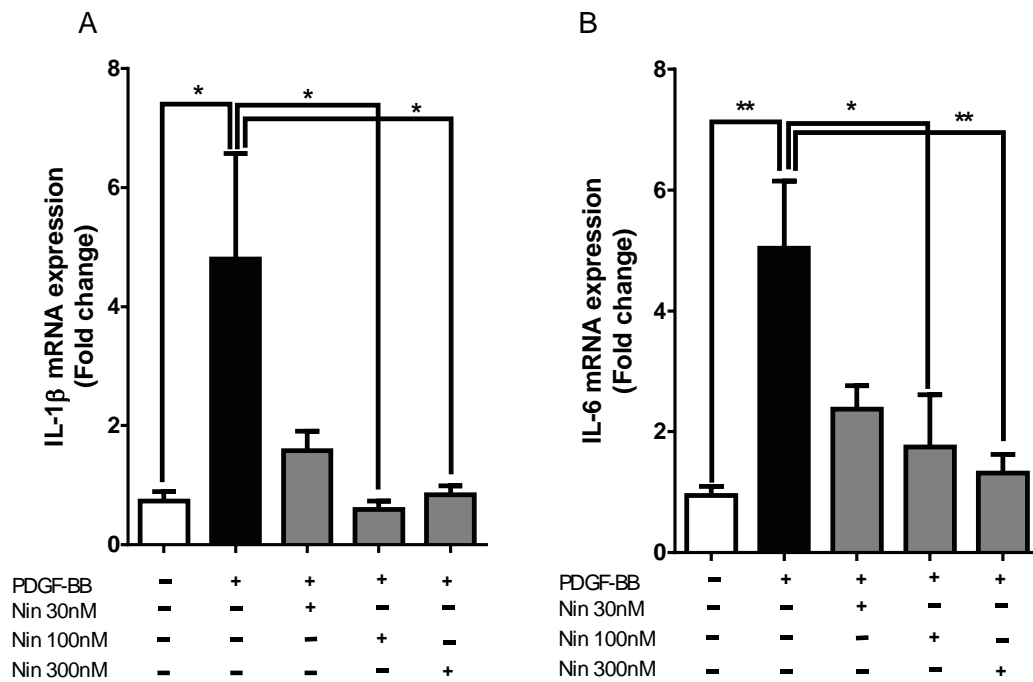 A
IL-1β mRNA expression
(Fold change)
8
6
4
2
0
*
*
*
PDGF-BB - + + + +
Nin 30nM - - + - -
Nin 100nM - - - + -
Nin 300nM - - - - +
B
IL-6 mRNA expression
(Fold change)
8
6
4
2
0
**
*
**
PDGF-BB - + + + +
Nin 30nM - - + - -
Nin 100nM - - - + -
Nin 300nM - - - - +